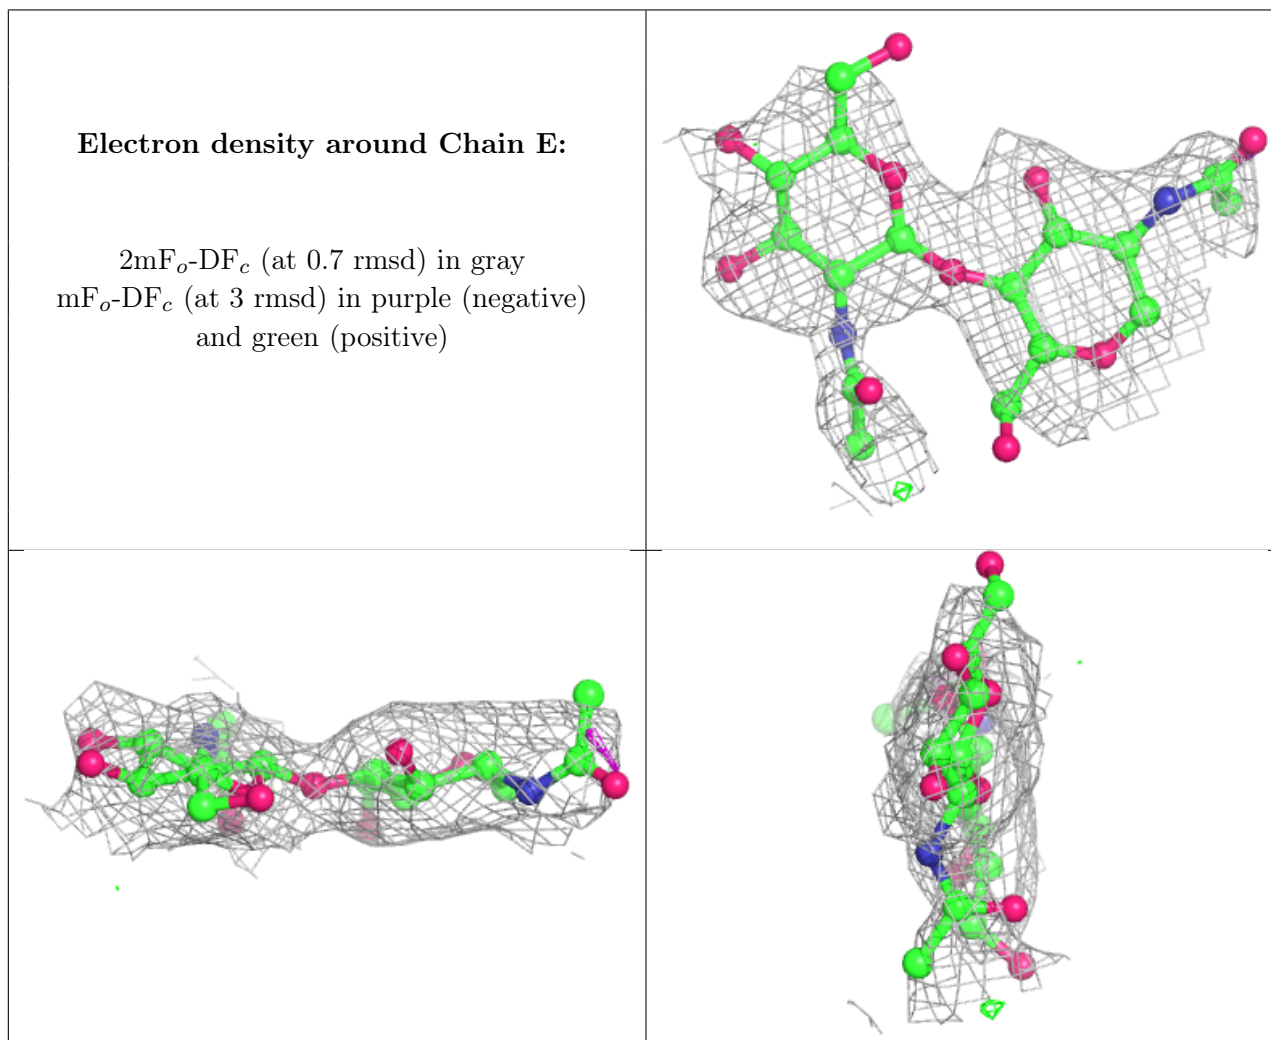 Electron density around Chain E:
2mFₒ-DF𝒸 (at 0.7 rmsd) in gray
mFₒ-DF𝒸 (at 3 rmsd) in purple (negative)
and green (positive)